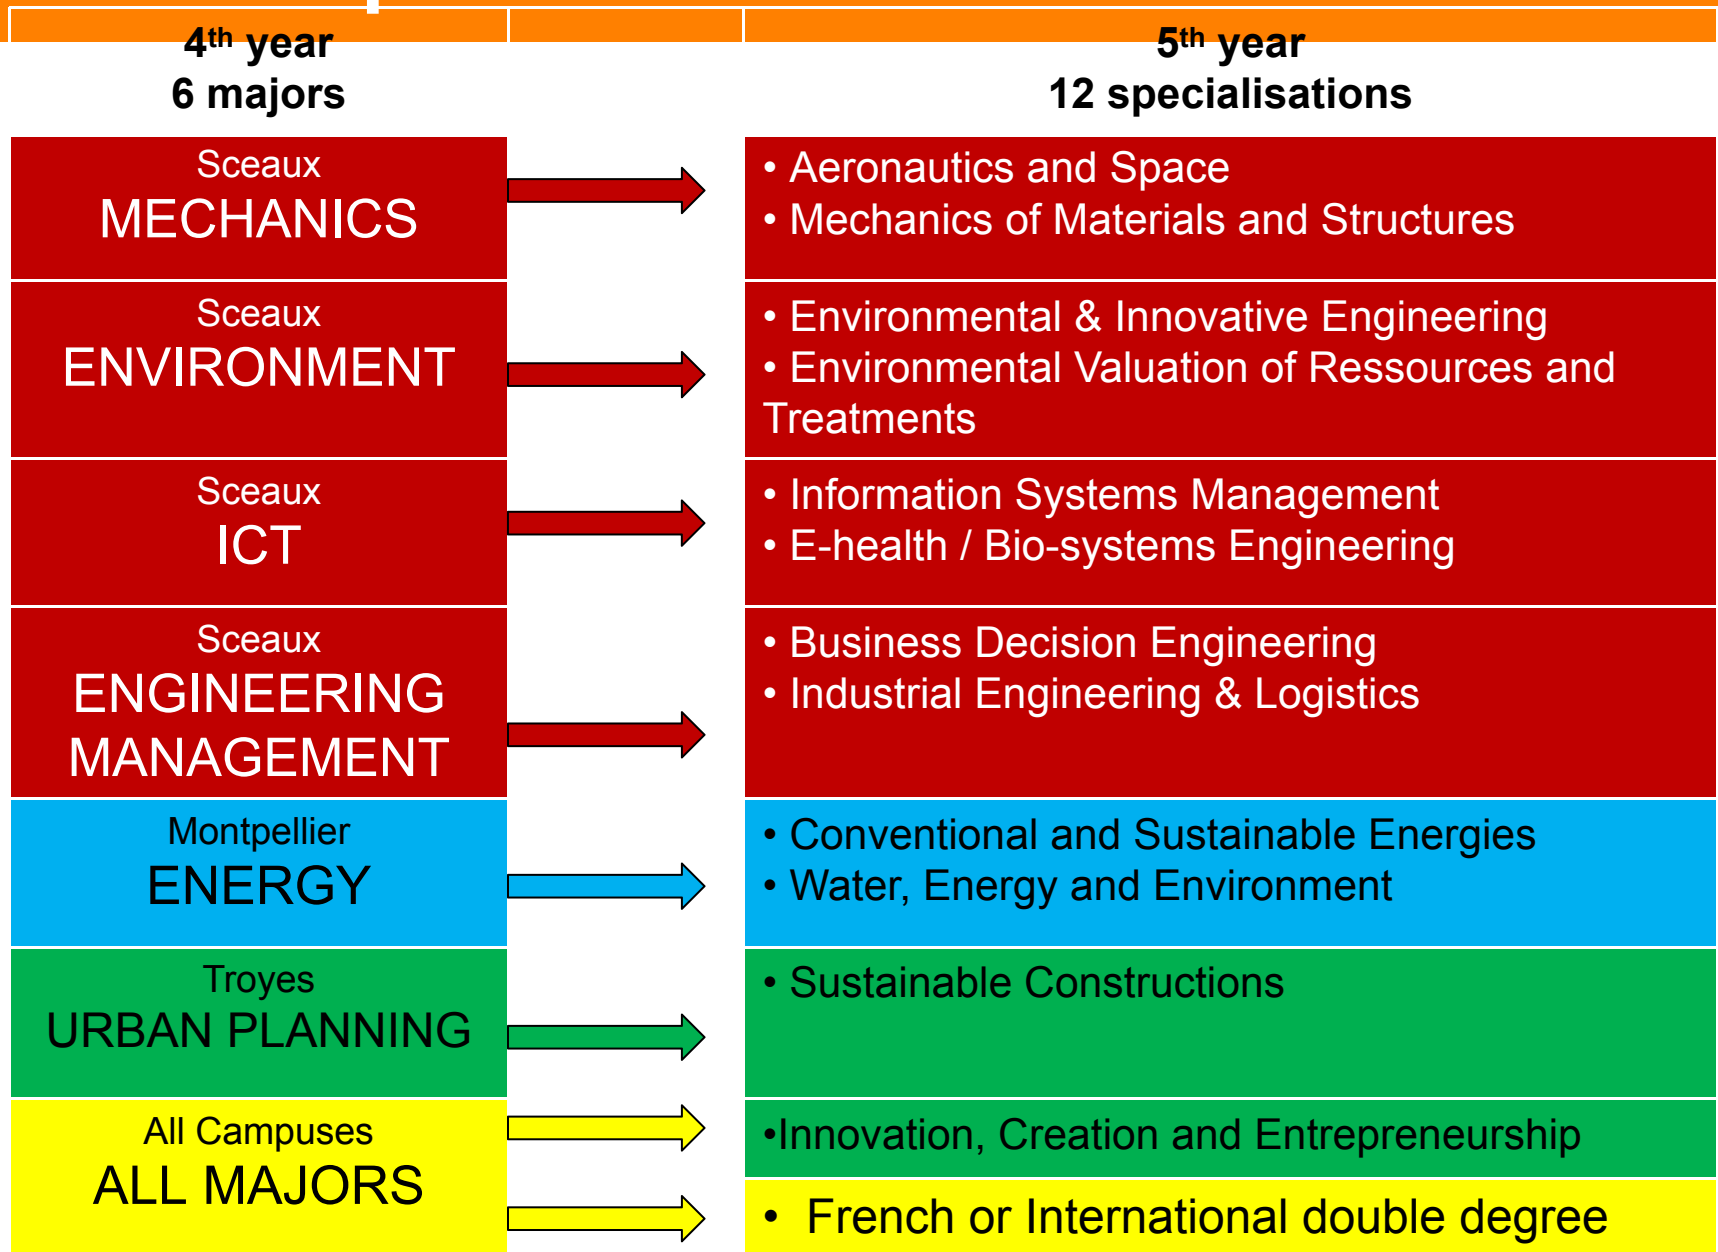 4th year
6 majors
5th year
12 specialisations
Sceaux
MECHANICS
• Aeronautics and Space
• Mechanics of Materials and Structures
Sceaux
ENVIRONMENT
• Environmental & Innovative Engineering
• Environmental Valuation of Ressources and
Treatments
Sceaux
ICT
• Information Systems Management
• E-health / Bio-systems Engineering
Sceaux
ENGINEERING
MANAGEMENT
• Business Decision Engineering
• Industrial Engineering & Logistics
Montpellier
ENERGY
• Conventional and Sustainable Energies
• Water, Energy and Environment
Troyes
URBAN PLANNING
• Sustainable Constructions
All Campuses
ALL MAJORS
•Innovation, Creation and Entrepreneurship
• French or International double degree